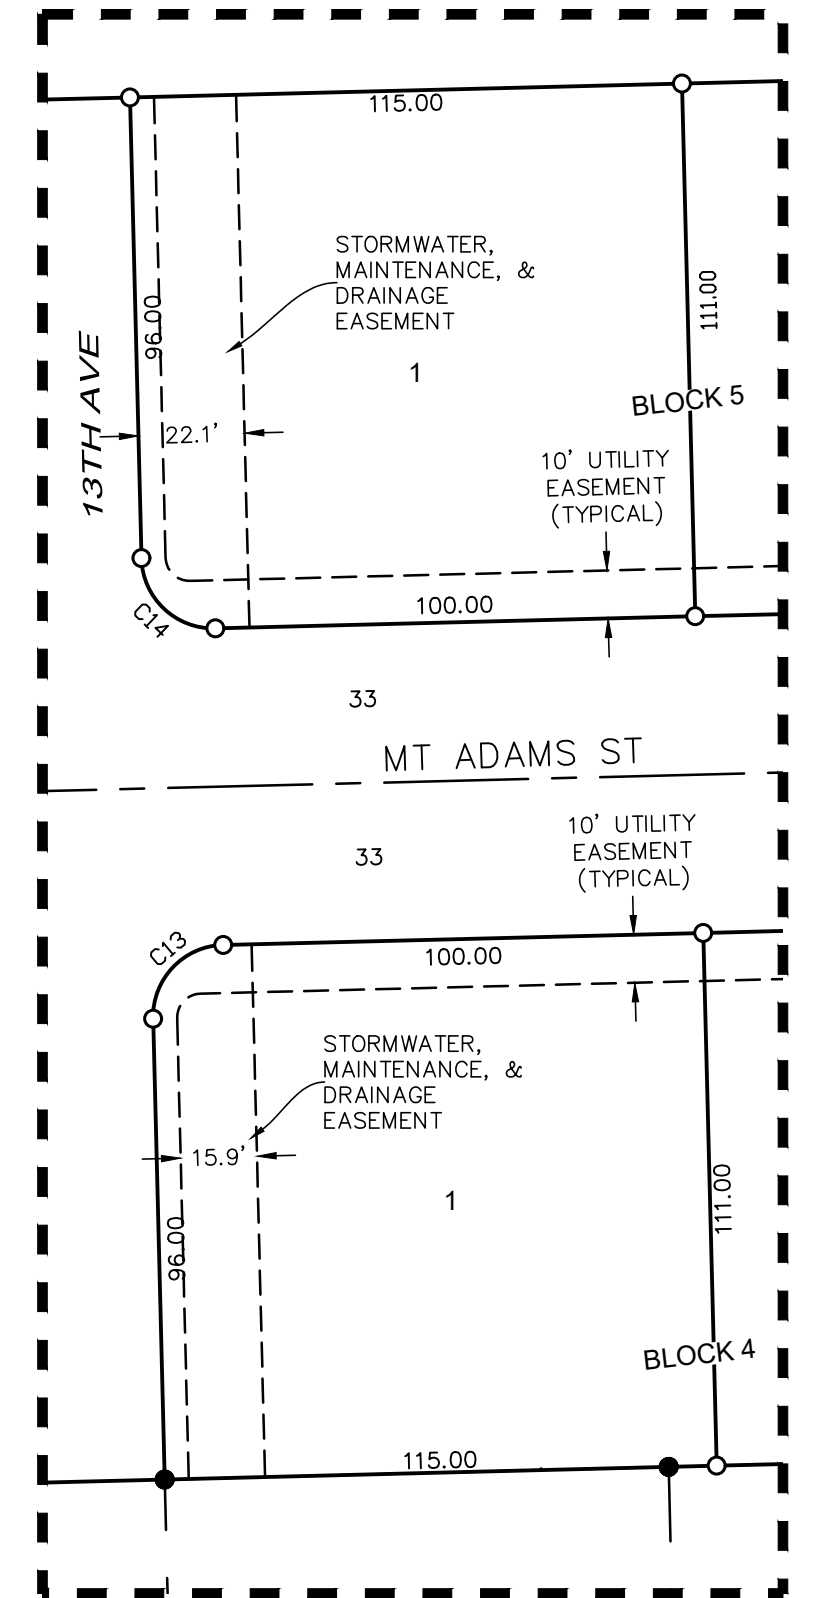 115.00
STORMWATER,
MAINTENANCE, &
DRAINAGE
EASEMENT
96.00
111.00
13TH AVE
1
BLOCK 5
22.1'
10' UTILITY
EASEMENT
(TYPICAL)
100.00
C14
33
MT ADAMS ST
10' UTILITY
EASEMENT
(TYPICAL)
33
C13
100.00
STORMWATER,
MAINTENANCE, &
DRAINAGE
EASEMENT
15.9'
1
111.00
96.00
BLOCK 4
115.00